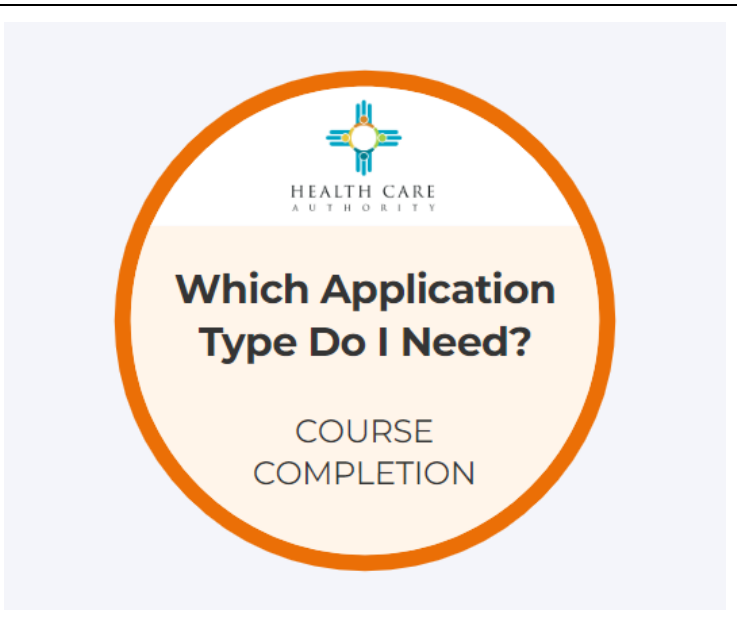 HEALTH CARE
AUTHORITY
Which Application
Type Do I Need?
COURSE
COMPLETION